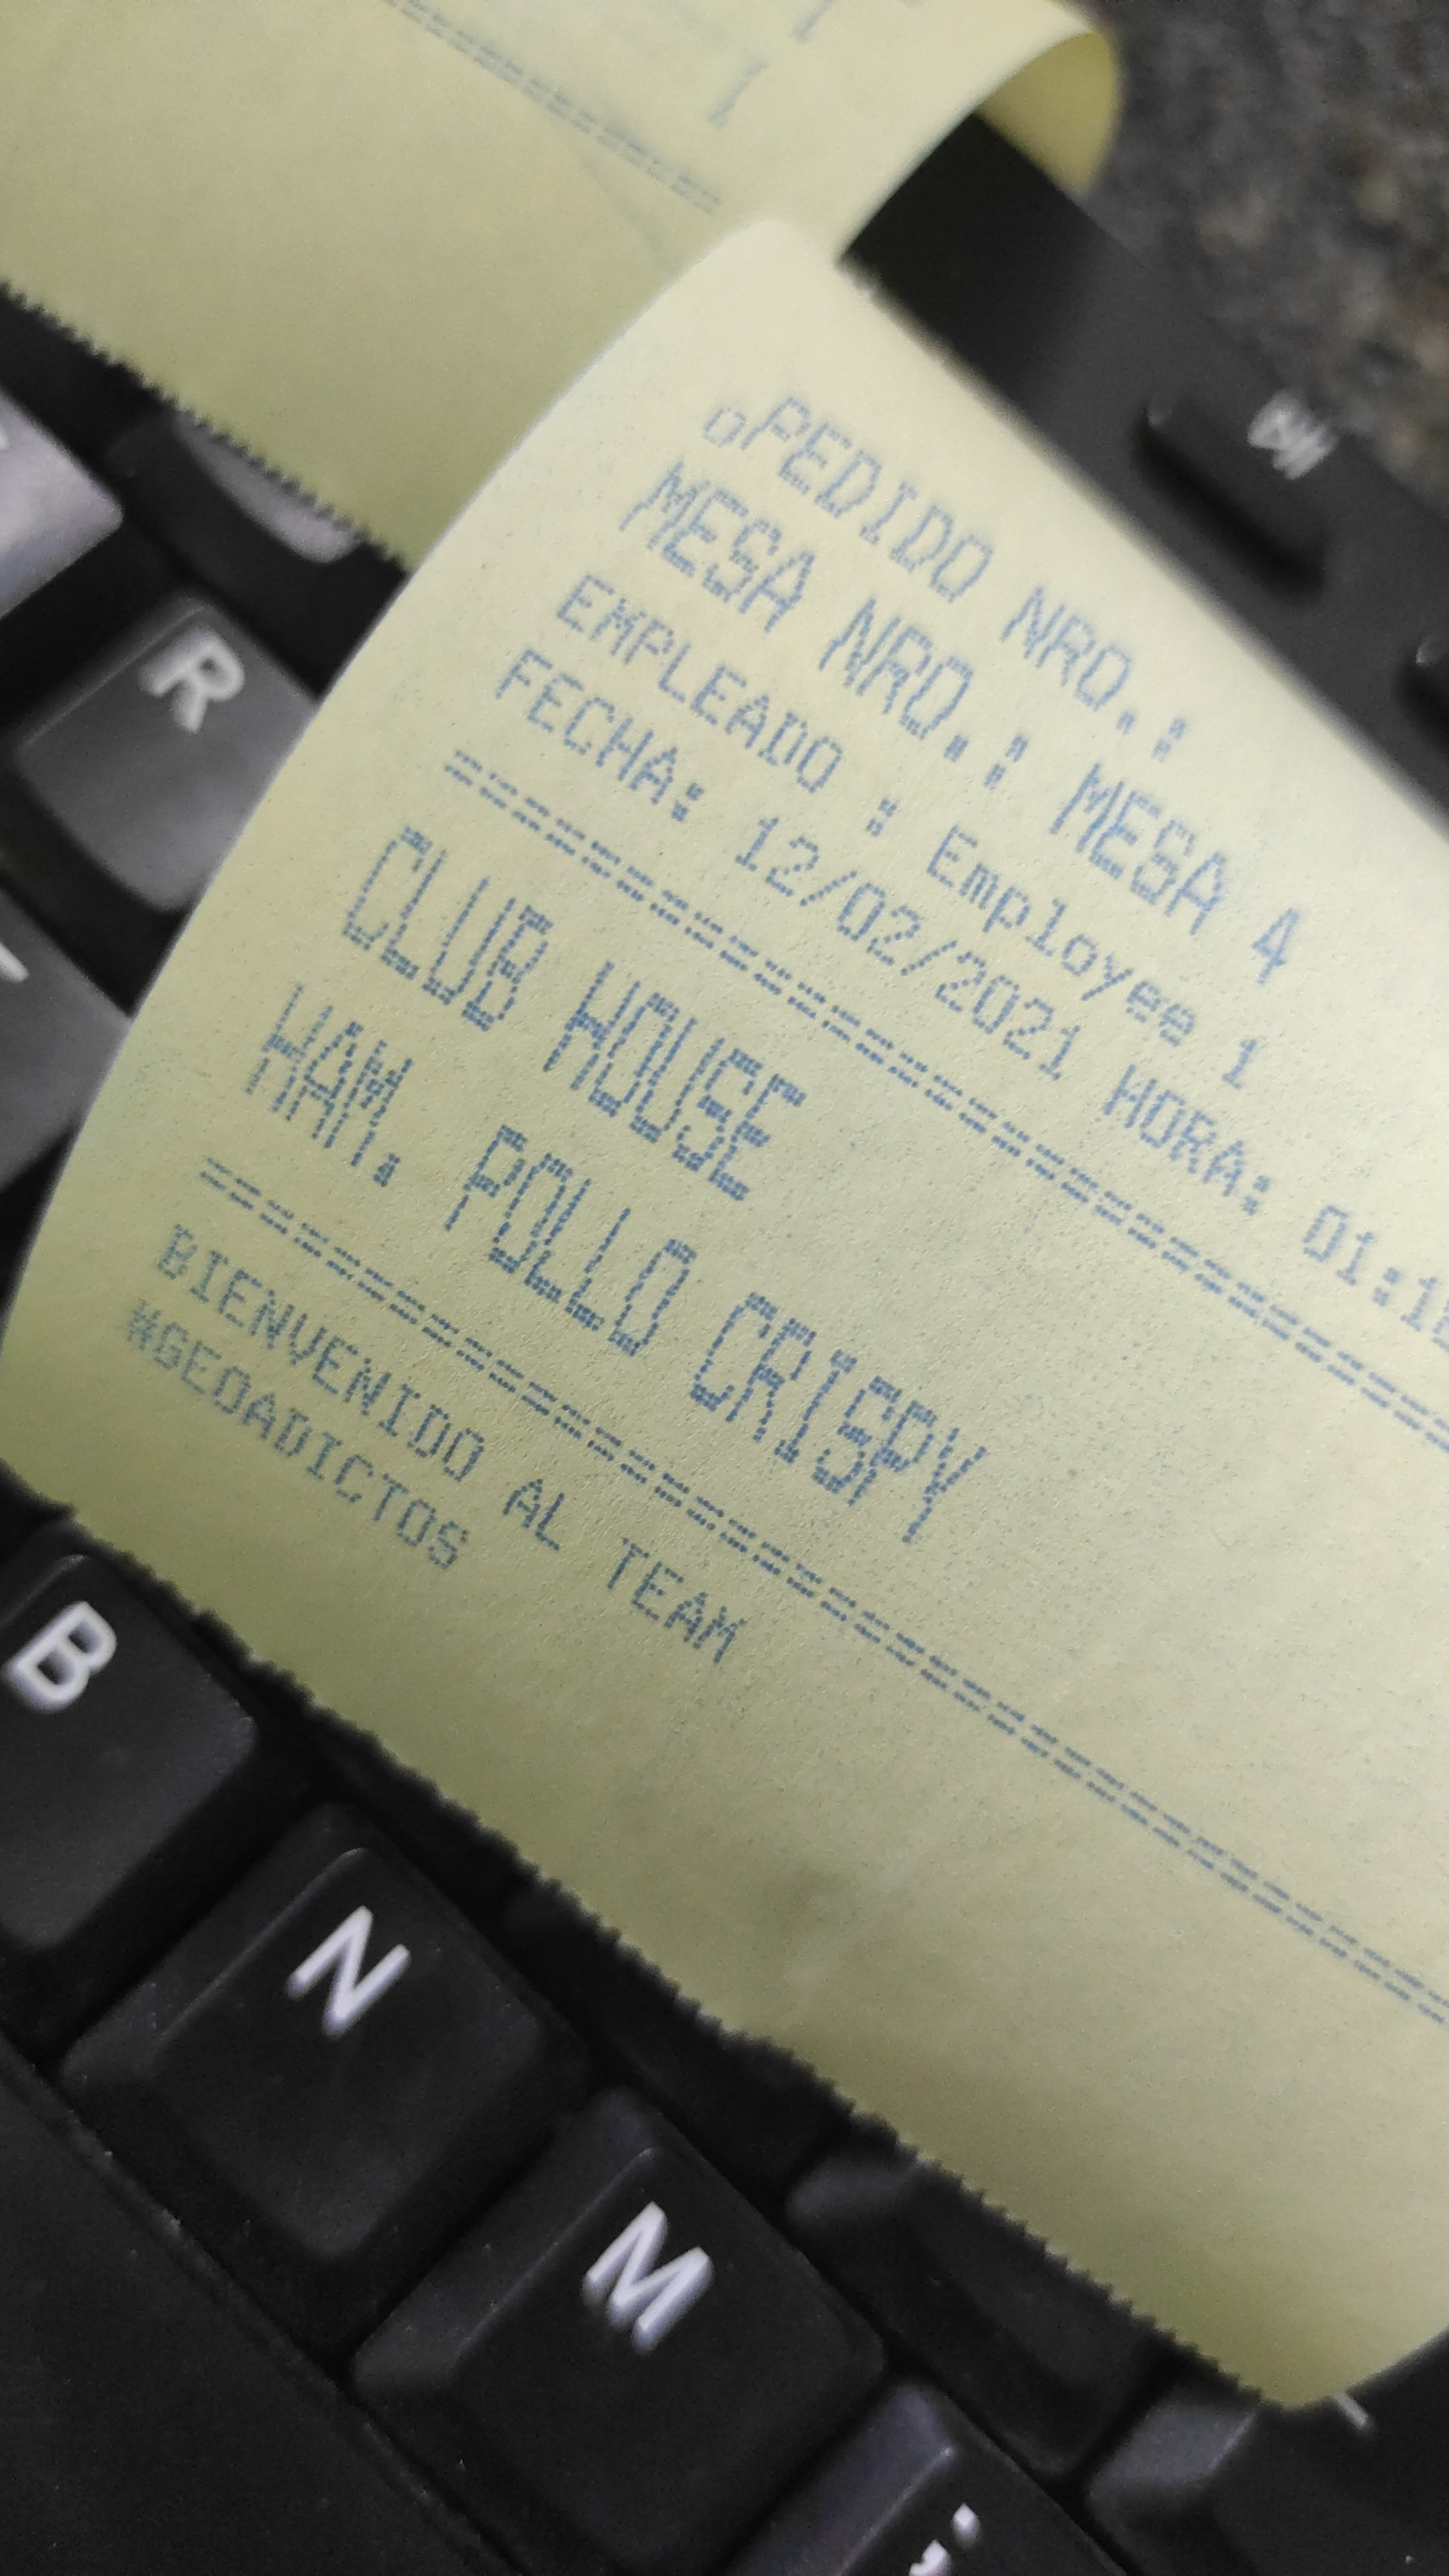 PEDIDO NRO.:
MESA NRO.: MESA 4
EMPLEADO : Employee 1
FECHA: 12/02/2021 HORA:
==================================
CLUB HOUSE
HAM. POLLO CRISPY
==================================
BIENVENIDO AL TEAM
#GEOADICTOS
R
B
N
M
;